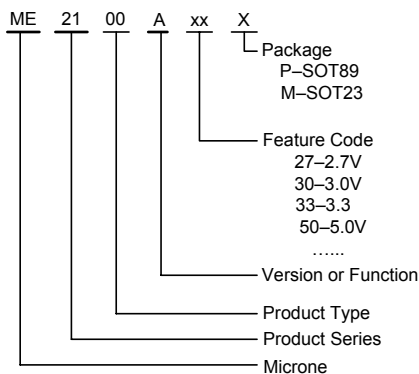 ME 21 00 A xx X
Package
P–SOT89
M–SOT23
Feature Code
27–2.7V
30–3.0V
33–3.3
50–5.0V
…...
Version or Function
Product Type
Product Series
Microne